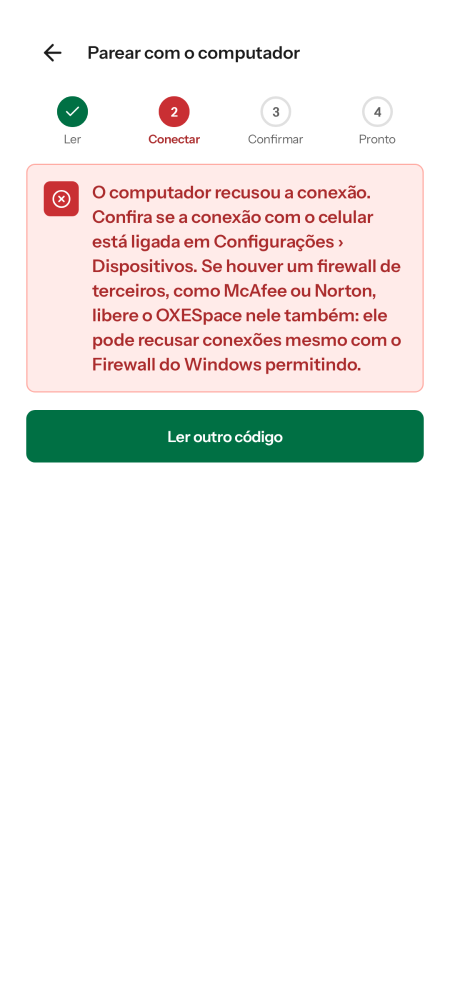 Parear com o computador
2
3
4
Ler
Conectar
Confirmar
Pronto
O computador recusou a conexão.
Confira se a conexão com o celular
está ligada em Configurações ›
Dispositivos. Se houver um firewall de
terceiros, como McAfee ou Norton,
libere o OXESpace nele também: ele
pode recusar conexões mesmo com o
Firewall do Windows permitindo.
Ler outro código